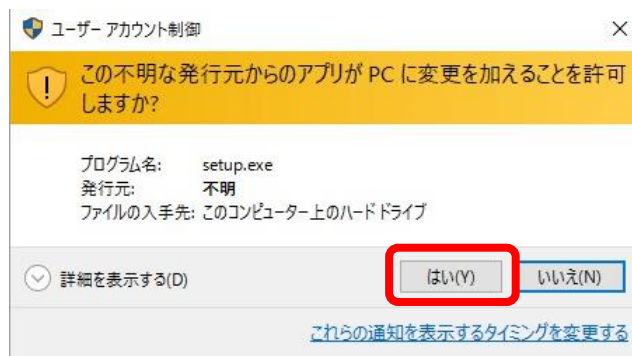 ユーザー アカウント制御
この不明な発行元からのアプリが PC に変更を加えることを許可
しますか?
プログラム名: setup.exe
発行元: 不明
ファイルの入手先: このコンピューター上のハード ドライブ
詳細を表示する(D)
はい(Y) いいえ(N)
これらの通知を表示するタイミングを変更する